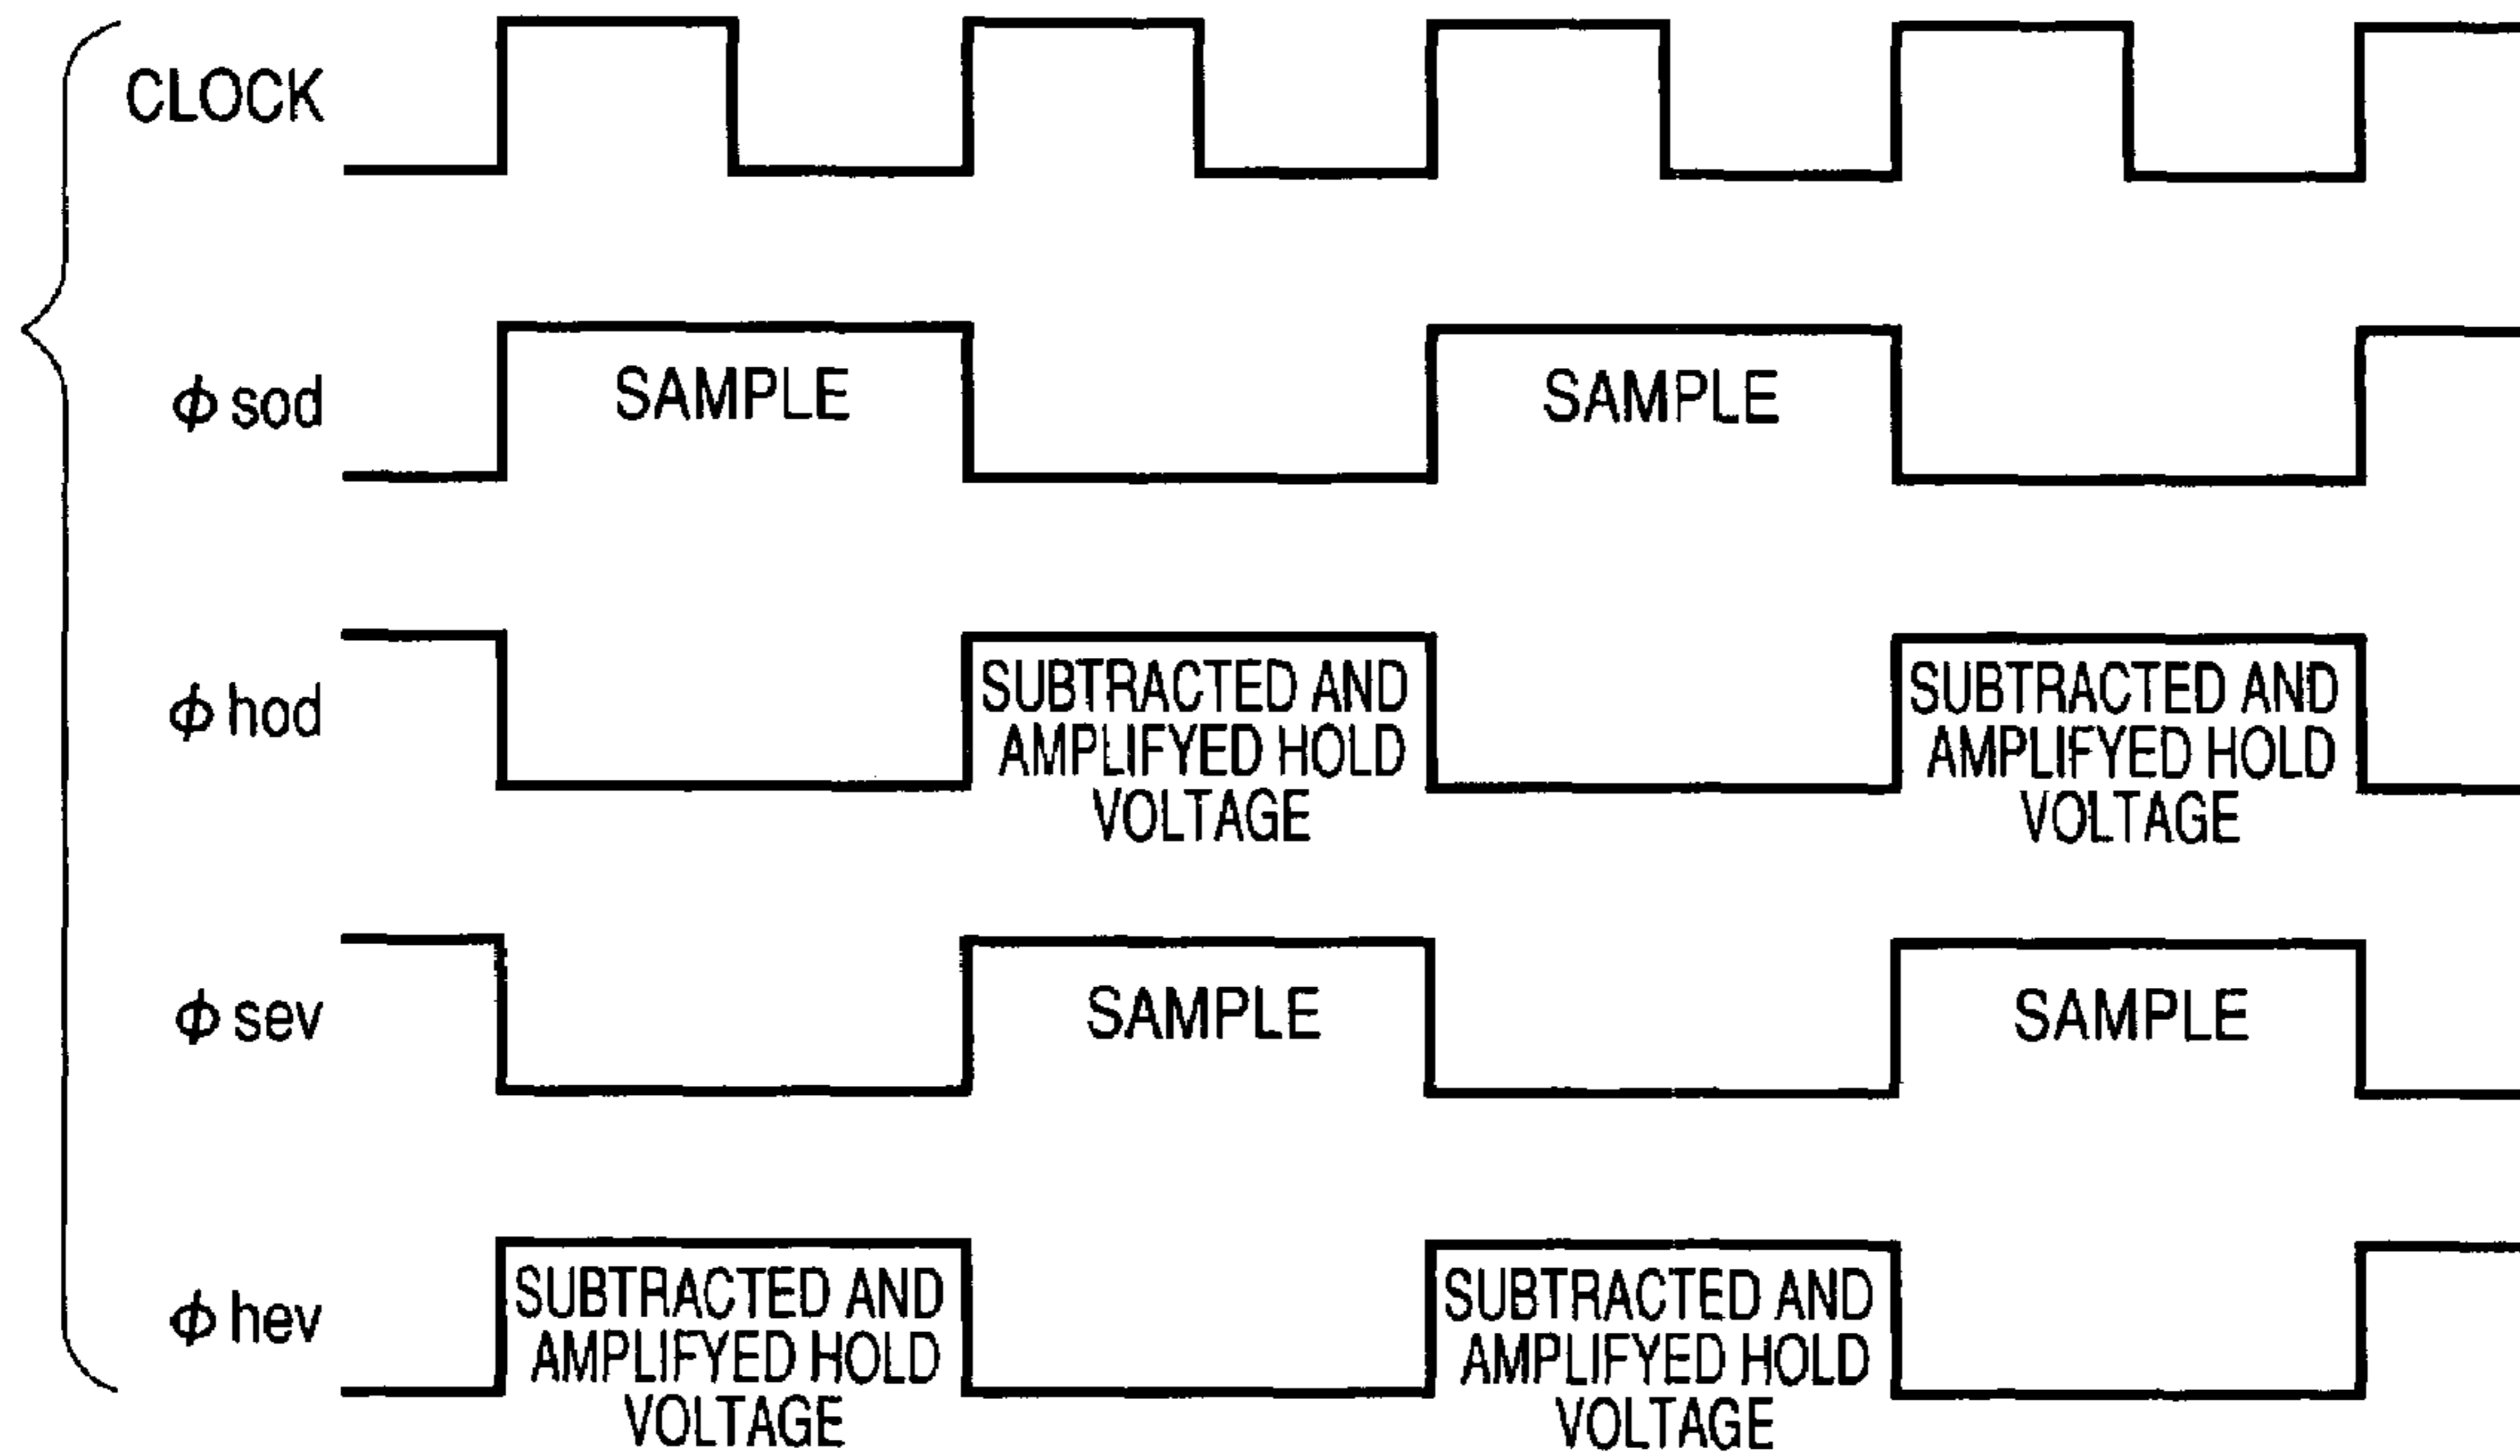 CLOCK
ϕ sod
SAMPLE
SAMPLE
ϕ hod
SUBTRACTED AND
AMPLIFYED HOLD
VOLTAGE
SUBTRACTED AND
AMPLIFYED HOLD
VOLTAGE
ϕ sev
SAMPLE
SAMPLE
ϕ hev
SUBTRACTED AND
AMPLIFYED HOLD
VOLTAGE
SUBTRACTED AND
AMPLIFYED HOLD
VOLTAGE